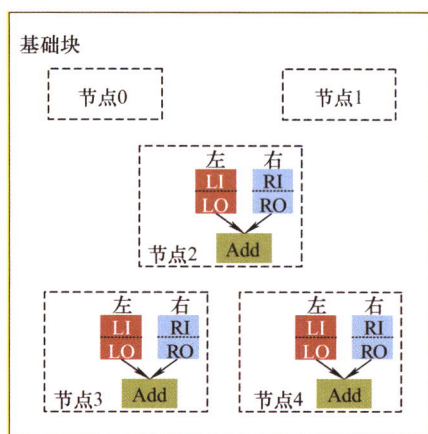 基础块
节点0 节点1
左 右
LI RI
LO RO
节点2 Add
左 右 左 右
LI RI LI RI
LO RO LO RO
节点3 Add 节点4 Add